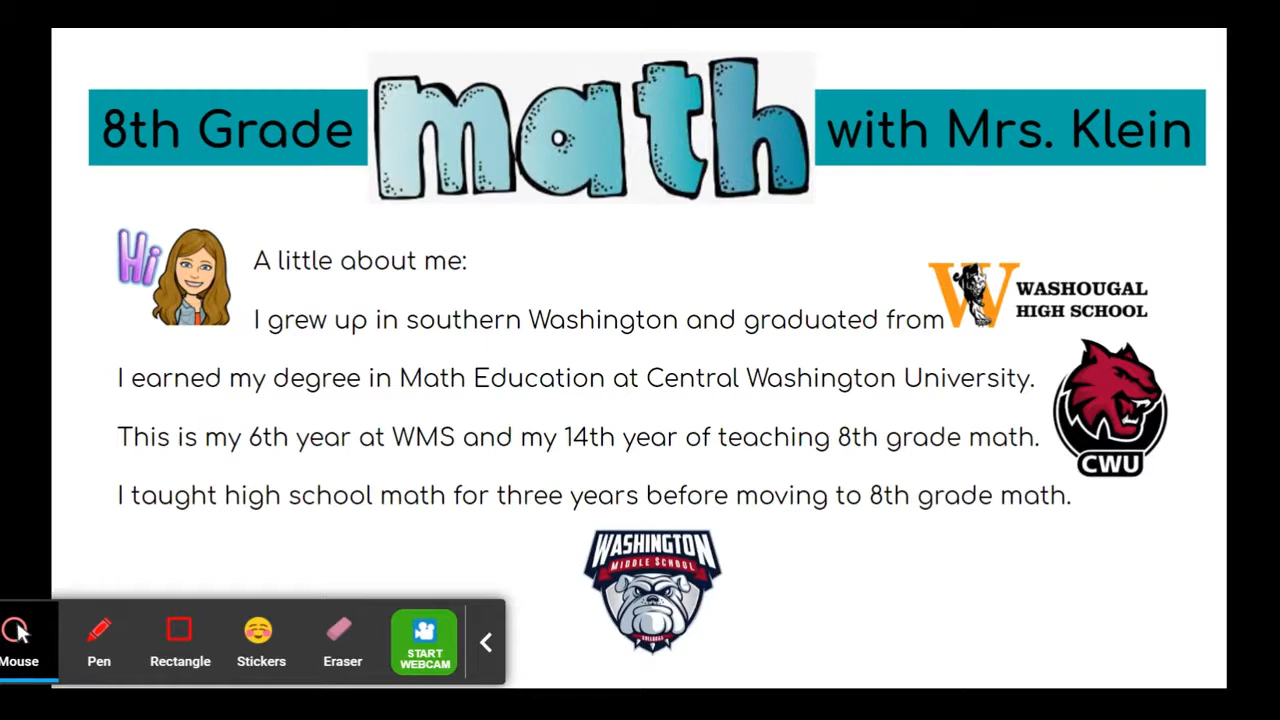 8th Grade math with Mrs. Klein
Hi
A little about me:
I grew up in southern Washington and graduated from
WASHOUGAL
HIGH SCHOOL
I earned my degree in Math Education at Central Washington University.
CWU
This is my 6th year at WMS and my 14th year of teaching 8th grade math.
I taught high school math for three years before moving to 8th grade math.
WASHINGTON
MIDDLE SCHOOL
BULLDOGS
Mouse
Pen
Rectangle
Stickers
Eraser
START
WEBCAM